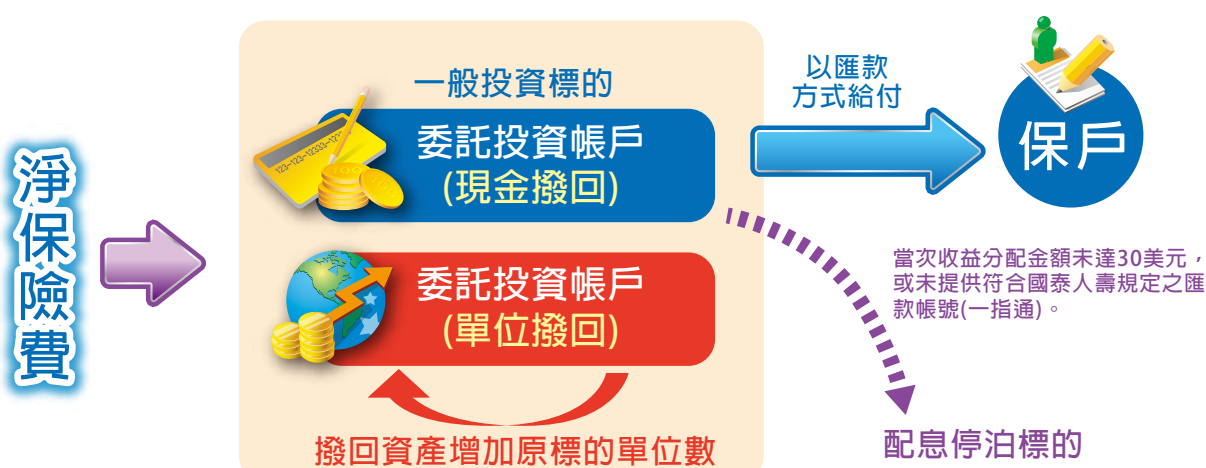 淨保險費
一般投資標的
委託投資帳戶
(現金撥回)
委託投資帳戶
(單位撥回)
撥回資產增加原標的單位數
以匯款
方式給付
保戶
當次收益分配金額未達30美元，
或未提供符合國泰人壽規定之匯
款帳號(一指通)。
配息停泊標的